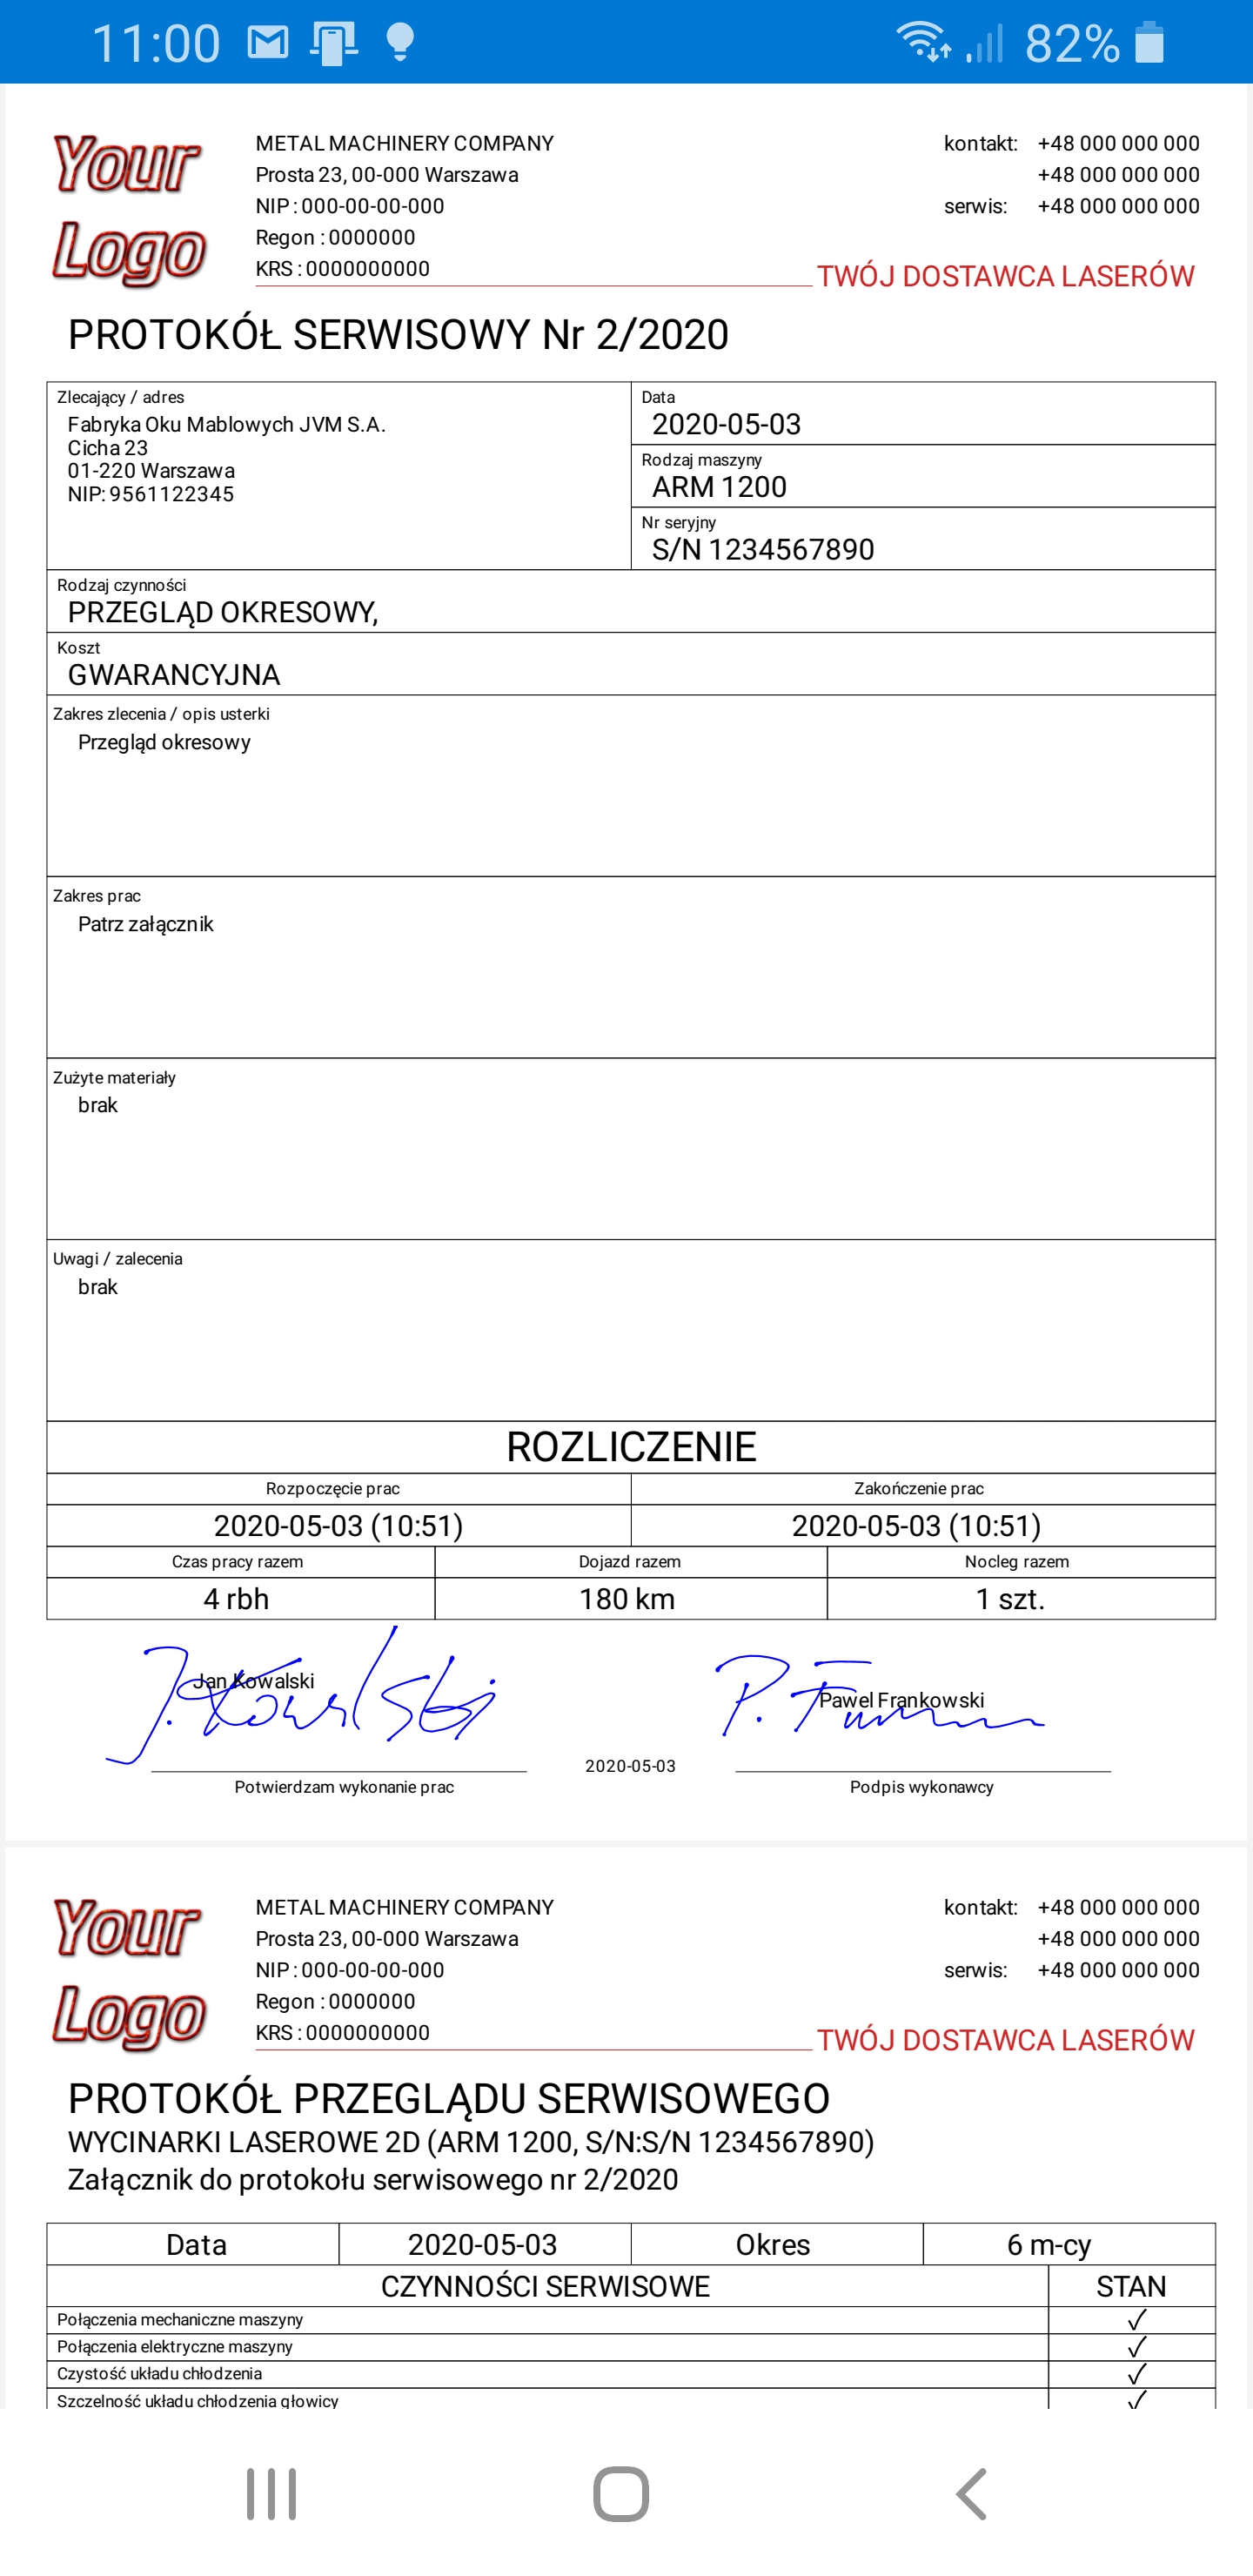 11:00 82%
Your
Logo
METAL MACHINERY COMPANY
Prosta 23, 00-000 Warszawa
NIP : 000-00-00-000
Regon : 0000000
KRS : 0000000000
kontakt: +48 000 000 000
+48 000 000 000
serwis: +48 000 000 000
TWÓJ DOSTAWCA LASERÓW
PROTOKÓŁ SERWISOWY Nr 2/2020
Zlecający / adres
Fabryka Oku Mablowych JVM S.A.
Cicha 23
01-220 Warszawa
NIP: 9561122345
Data
2020-05-03
Rodzaj maszyny
ARM 1200
Nr seryjny
S/N 1234567890
Rodzaj czynności
PRZEGLĄD OKRESOWY,
Koszt
GWARANCYJNA
Zakres zlecenia / opis usterki
Przegląd okresowy
Zakres prac
Patrz załącznik
Zużyte materiały
brak
Uwagi / zalecenia
brak
ROZLICZENIE
Rozpoczęcie prac Zakończenie prac
2020-05-03 (10:51) 2020-05-03 (10:51)
Czas pracy razem Dojazd razem Nocleg razem
4 rbh 180 km 1 szt.
J. Kowalski
Jan Kowalski
P.
Pawel Frankowski
2020-05-03
Potwierdzam wykonanie prac Podpis wykonawcy
Your
Logo
METAL MACHINERY COMPANY
Prosta 23, 00-000 Warszawa
NIP : 000-00-00-000
Regon : 0000000
KRS : 0000000000
kontakt: +48 000 000 000
+48 000 000 000
serwis: +48 000 000 000
TWÓJ DOSTAWCA LASERÓW
PROTOKÓŁ PRZEGLĄDU SERWISOWEGO
WYCINARKI LASEROWE 2D (ARM 1200, S/N:S/N 1234567890)
Załącznik do protokołu serwisowego nr 2/2020
Data 2020-05-03 Okres 6 m-cy
CZYNNOŚCI SERWISOWE STAN
Połączenia mechaniczne maszyny ✓
Połączenia elektryczne maszyny ✓
Czystość układu chłodzenia ✓
Szczelność układu chłodzenia głowicy ✓